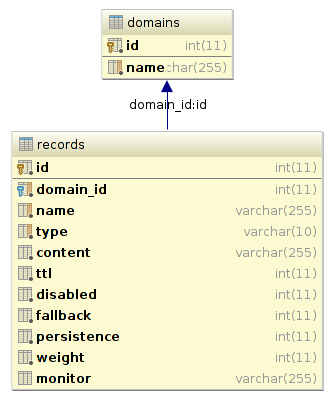 domains
id int(11)
name :char(255)
domain_id:id
records
id int(11)
domain_id int(11)
name varchar(255)
type varchar(10)
content varchar(255)
ttl int(11)
disabled int(11)
fallback int(11)
persistence int(11)
weight int(11)
monitor varchar(255)